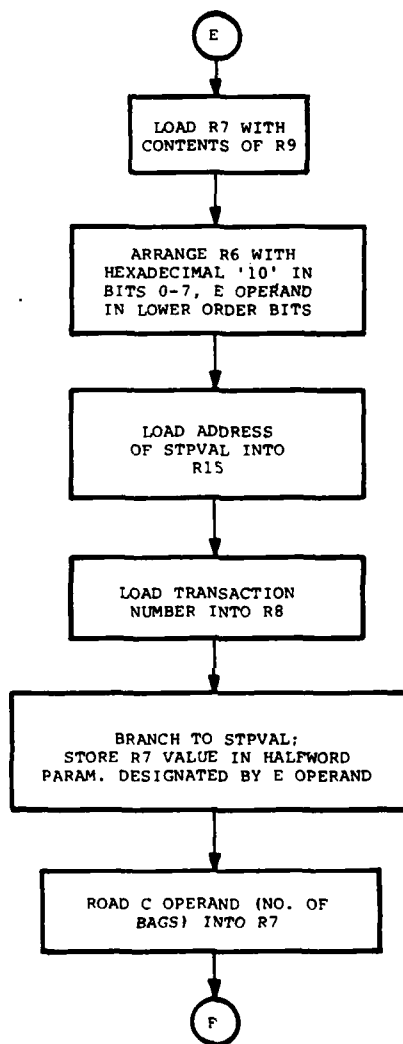 E
LOAD R7 WITH
CONTENTS OF R9
ARRANGE R6 WITH
HEXADECIMAL '10' IN
BITS 0-7, E OPERAND
IN LOWER ORDER BITS
LOAD ADDRESS
OF STPVAL INTO
R15
LOAD TRANSACTION
NUMBER INTO R8
BRANCH TO STPVAL;
STORE R7 VALUE IN HALFWORD
PARAM. DESIGNATED BY E OPERAND
ROAD C OPERAND (NO. OF
BAGS) INTO R7
F